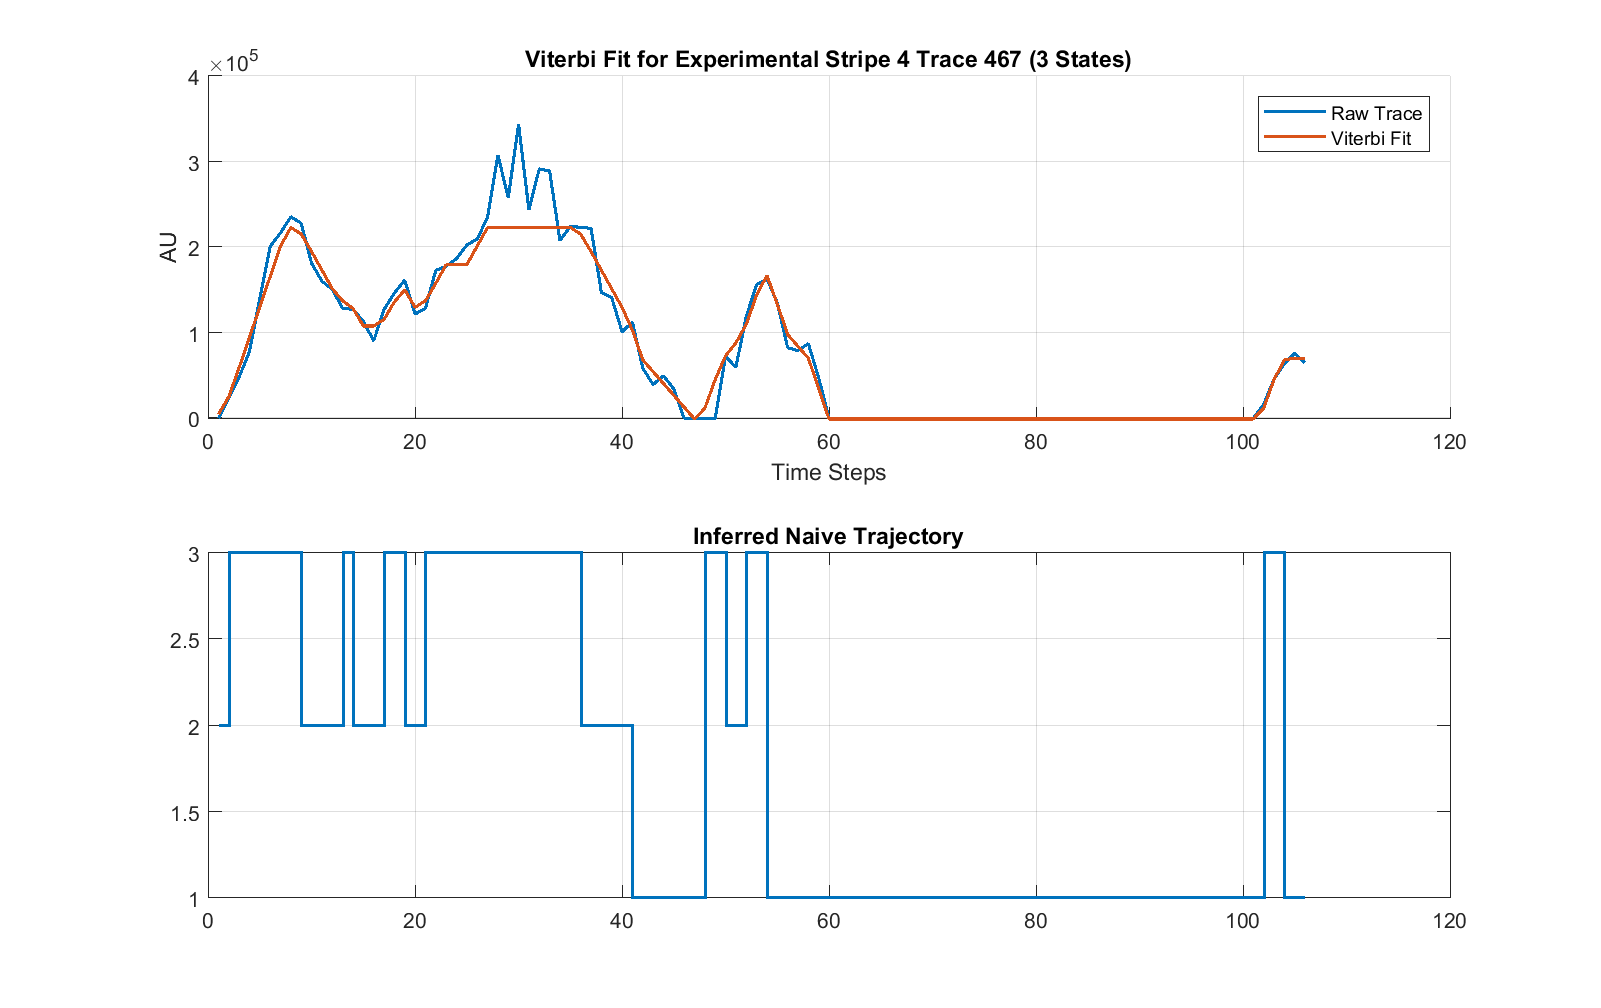 Viterbi Fit for Experimental Stripe 4 Trace 467 (3 States)
×10⁵
4
3
2
1
0
AU
Raw Trace
Viterbi Fit
0 20 40 60 80 100 120
Time Steps
Inferred Naive Trajectory
3
2.5
2
1.5
1
0 20 40 60 80 100 120